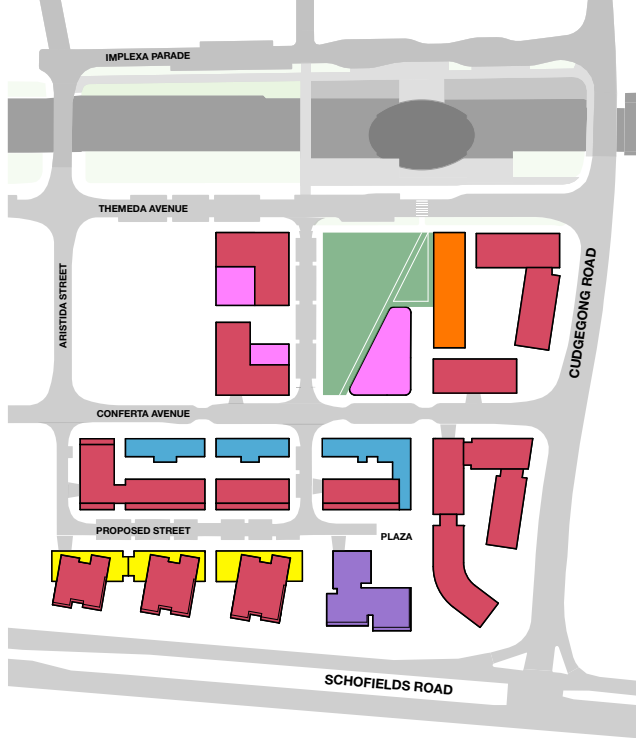 IMPLEXA PARADE
THEMEDA AVENUE
ARISTIDA STREET
CUDGEGONG ROAD
CONFERTA AVENUE
PROPOSED STREET
PLAZA
SCHOFIELDS ROAD